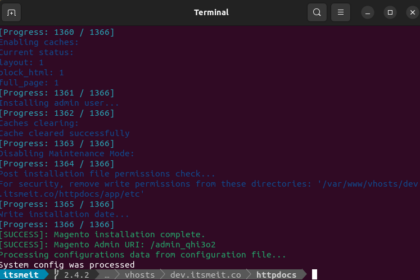 Terminal
[Progress: 1360 / 1366]
Enabling caches:
Current status:
layout: 1
block_html: 1
full_page: 1
[Progress: 1361 / 1366]
Installing admin user...
[Progress: 1362 / 1366]
Caches clearing:
Cache cleared successfully
[Progress: 1363 / 1366]
Disabling Maintenance Mode:
[Progress: 1364 / 1366]
Post installation file permissions check...
For security, remove write permissions from these directories: '/var/www/vhosts/dev
.itsmeit.co/httpdocs/app/etc'
[Progress: 1365 / 1366]
Write installation date...
[Progress: 1366 / 1366]
[SUCCESS]: Magento installation complete.
[SUCCESS]: Magento Admin URI: /admin_qhi3o2
Processing configurations data from configuration file...
System config was processed
itsmeit 2.4.2 … vhosts dev.itsmeit.co httpdocs